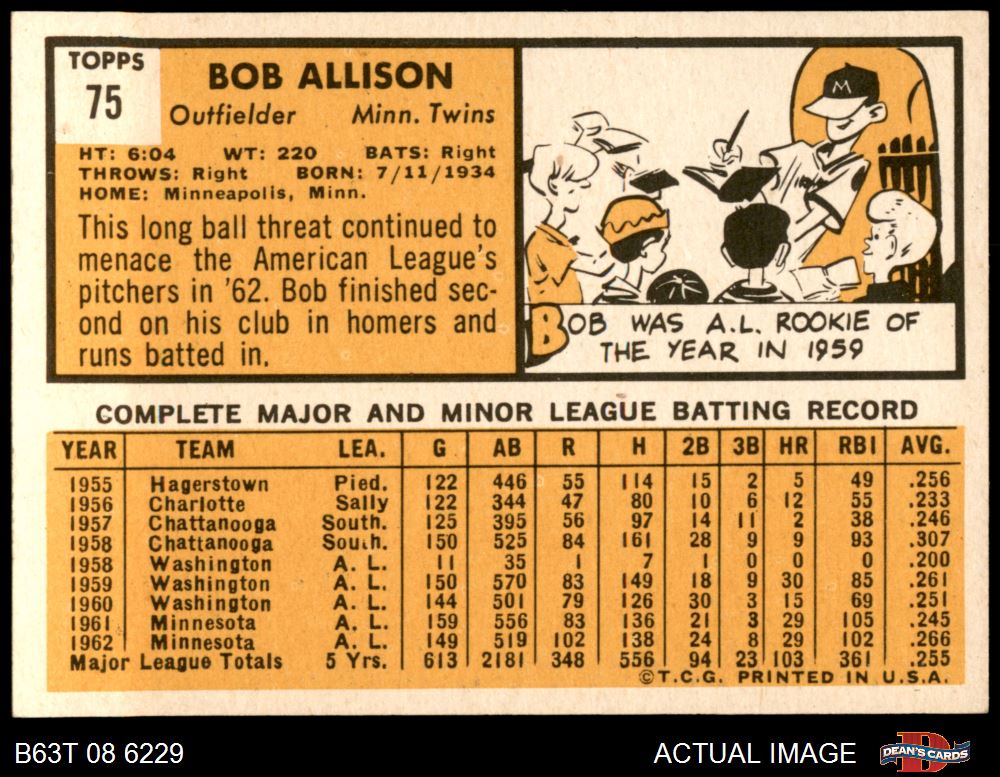 TOPPS
75
BOB ALLISON
Outfielder Minn. Twins
HT: 6:04 WT: 220 BATS: Right
THROWS: Right BORN: 7/11/1934
HOME: Minneapolis, Minn.
This long ball threat continued to
menace the American League's
pitchers in '62. Bob finished sec-
ond on his club in homers and
runs batted in.
M
BOB WAS A.L. ROOKIE OF
THE YEAR IN 1959
COMPLETE MAJOR AND MINOR LEAGUE BATTING RECORD
YEAR TEAM LEA. G AB R H 2B 3B HR RBI AVG.
1955 Hagerstown Pied. 122 446 55 114 15 2 5 49 .256
1956 Charlotte Sally 122 344 47 80 10 6 12 55 .233
1957 Chattanooga South. 125 395 56 97 14 11 2 38 .246
1958 Chattanooga South. 150 525 84 161 28 9 9 93 .307
1958 Washington A. L. 11 35 1 7 1 0 0 0 .200
1959 Washington A. L. 150 570 83 149 18 9 30 85 .261
1960 Washington A. L. 144 501 79 126 30 3 15 69 .251
1961 Minnesota A. L. 159 556 83 136 21 3 29 105 .245
1962 Minnesota A. L. 149 519 102 138 24 8 29 102 .266
Major League Totals 5 Yrs. 613 2181 348 556 94 23 103 361 .255
©T.C.G. PRINTED IN U.S.A.
B63T 08 6229 ACTUAL IMAGE DEAN'S CARDS